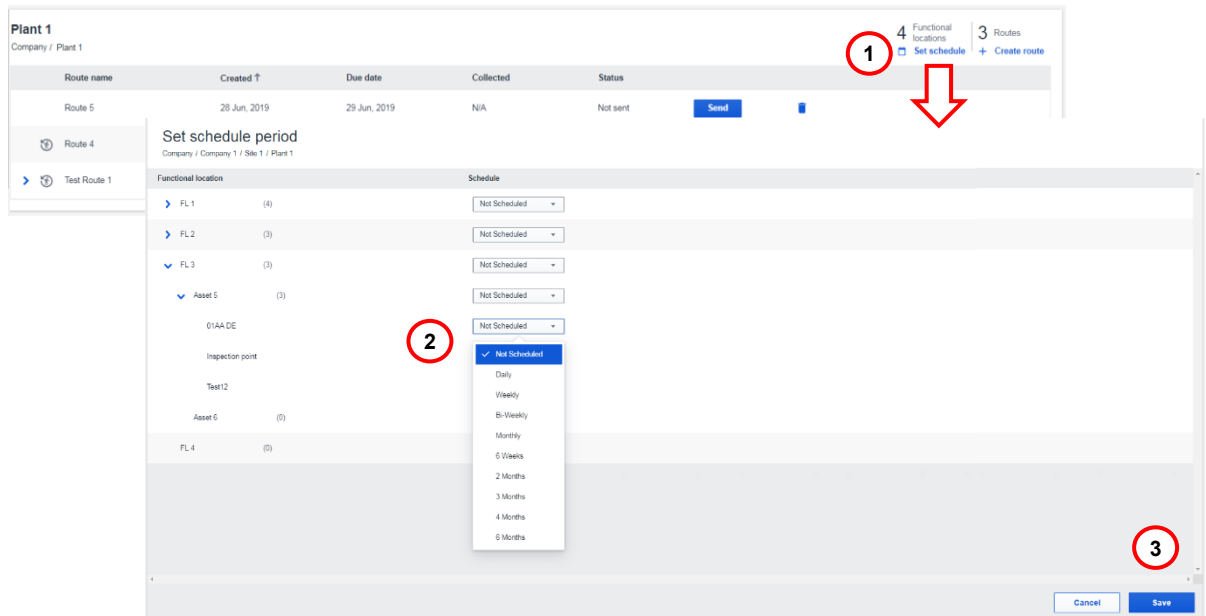 Plant 1
Company / Plant 1
4 Functional locations
Set schedule
3 Routes
+ Create route
1
Route name Created ↑ Due date Collected Status
Route 5 28 Jun, 2019 29 Jun, 2019 N/A Not sent Send
Route 4
Test Route 1
Set schedule period
Company / Company 1 / Site 1 / Plant 1
Functional location Schedule
FL 1 (4) Not Scheduled
FL 2 (3) Not Scheduled
FL 3 (3) Not Scheduled
Asset 5 (3) Not Scheduled
01AA DE Not Scheduled
2
Not Scheduled
Inspection point
Daily
Test12
Weekly
Bi-Weekly
Asset 6 (0)
Monthly
FL 4 (0)
6 Weeks
2 Months
3 Months
4 Months
6 Months
3
Cancel Save